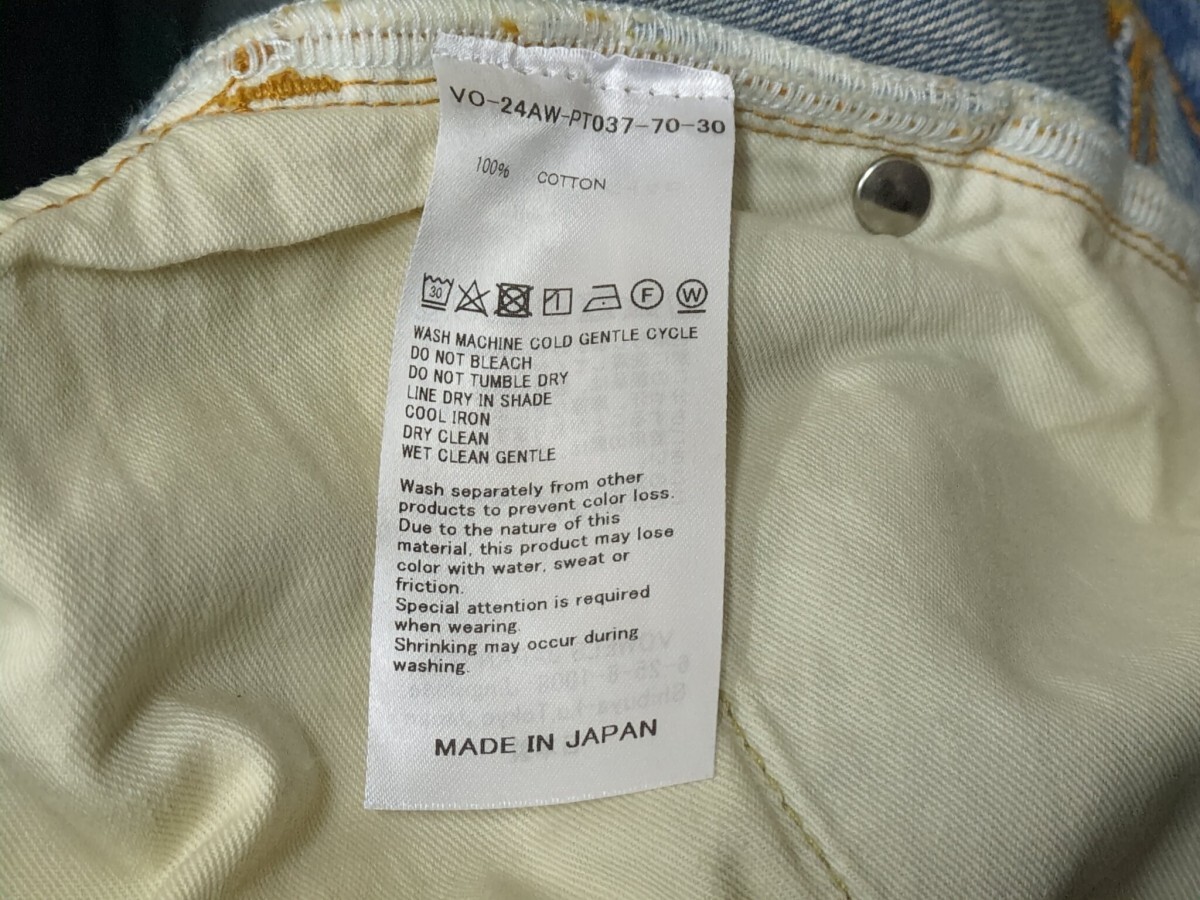 VO-24AW-PT037-70-30
100% COTTON
30 F W
WASH MACHINE COLD GENTLE CYCLE
DO NOT BLEACH
DO NOT TUMBLE DRY
LINE DRY IN SHADE
COOL IRON
DRY CLEAN
WET CLEAN GENTLE
Wash separately from other
products to prevent color loss.
Due to the nature of this
material, this product may lose
color with water, sweat or
friction.
Special attention is required
when wearing.
Shrinking may occur during
washing.
MADE IN JAPAN